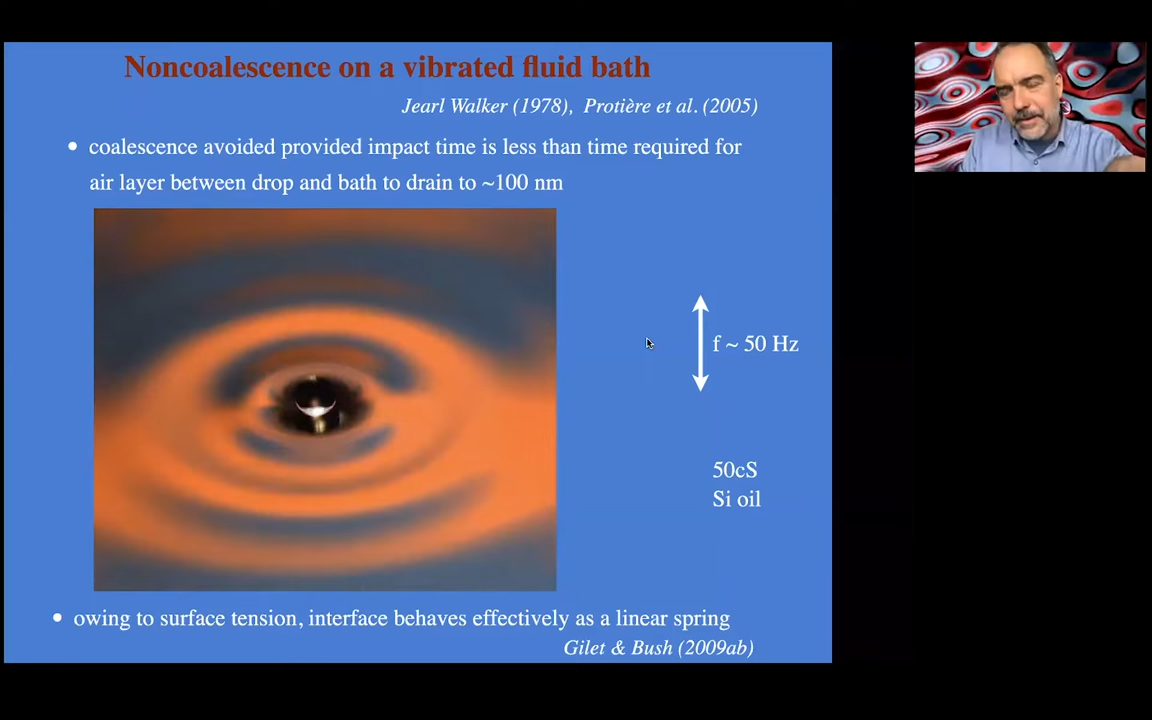 Noncoalescence on a vibrated fluid bath
Jearl Walker (1978), Protière et al. (2005)
• coalescence avoided provided impact time is less than time required for
air layer between drop and bath to drain to ~100 nm
f ~ 50 Hz
50cS
Si oil
• owing to surface tension, interface behaves effectively as a linear spring
Gilet & Bush (2009ab)